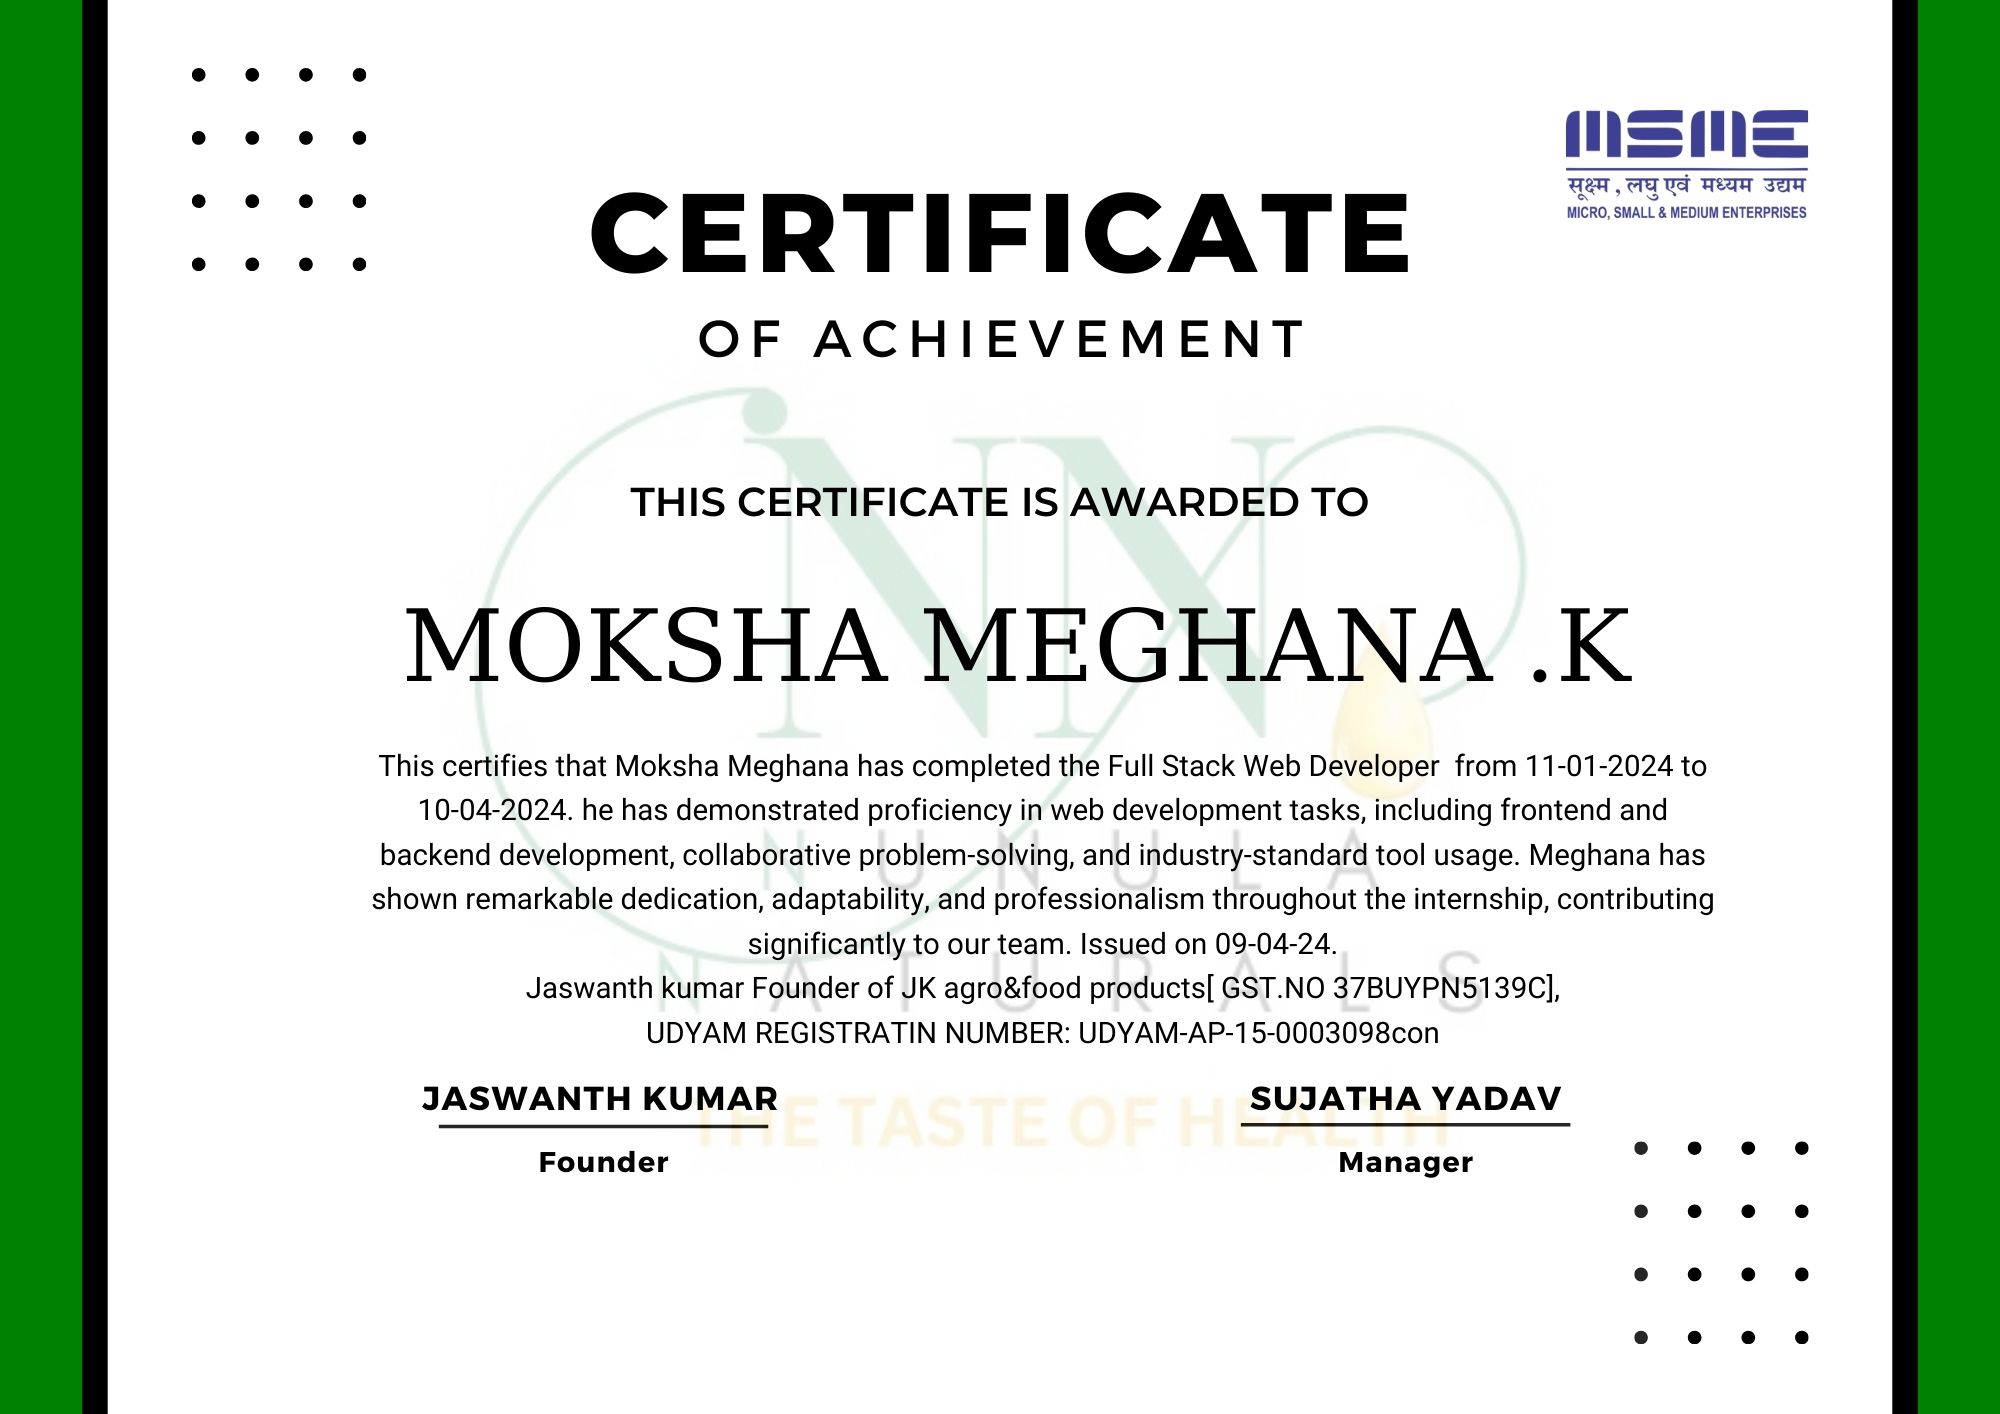 MSME
सूक्ष्म, लघु एवं मध्यम उद्यम
MICRO, SMALL & MEDIUM ENTERPRISES
CERTIFICATE
OF ACHIEVEMENT
THIS CERTIFICATE IS AWARDED TO
MOKSHA MEGHANA .K
This certifies that Moksha Meghana has completed the Full Stack Web Developer  from 11-01-2024 to
10-04-2024. he has demonstrated proficiency in web development tasks, including frontend and
backend development, collaborative problem-solving, and industry-standard tool usage. Meghana has
shown remarkable dedication, adaptability, and professionalism throughout the internship, contributing
significantly to our team. Issued on 09-04-24.
Jaswanth kumar Founder of JK agro&food products[ GST.NO 37BUYPN5139C],
UDYAM REGISTRATIN NUMBER: UDYAM-AP-15-0003098con
NN
NUNULA
NATURALS
THE TASTE OF HEALTH
JASWANTH KUMAR
Founder
SUJATHA YADAV
Manager